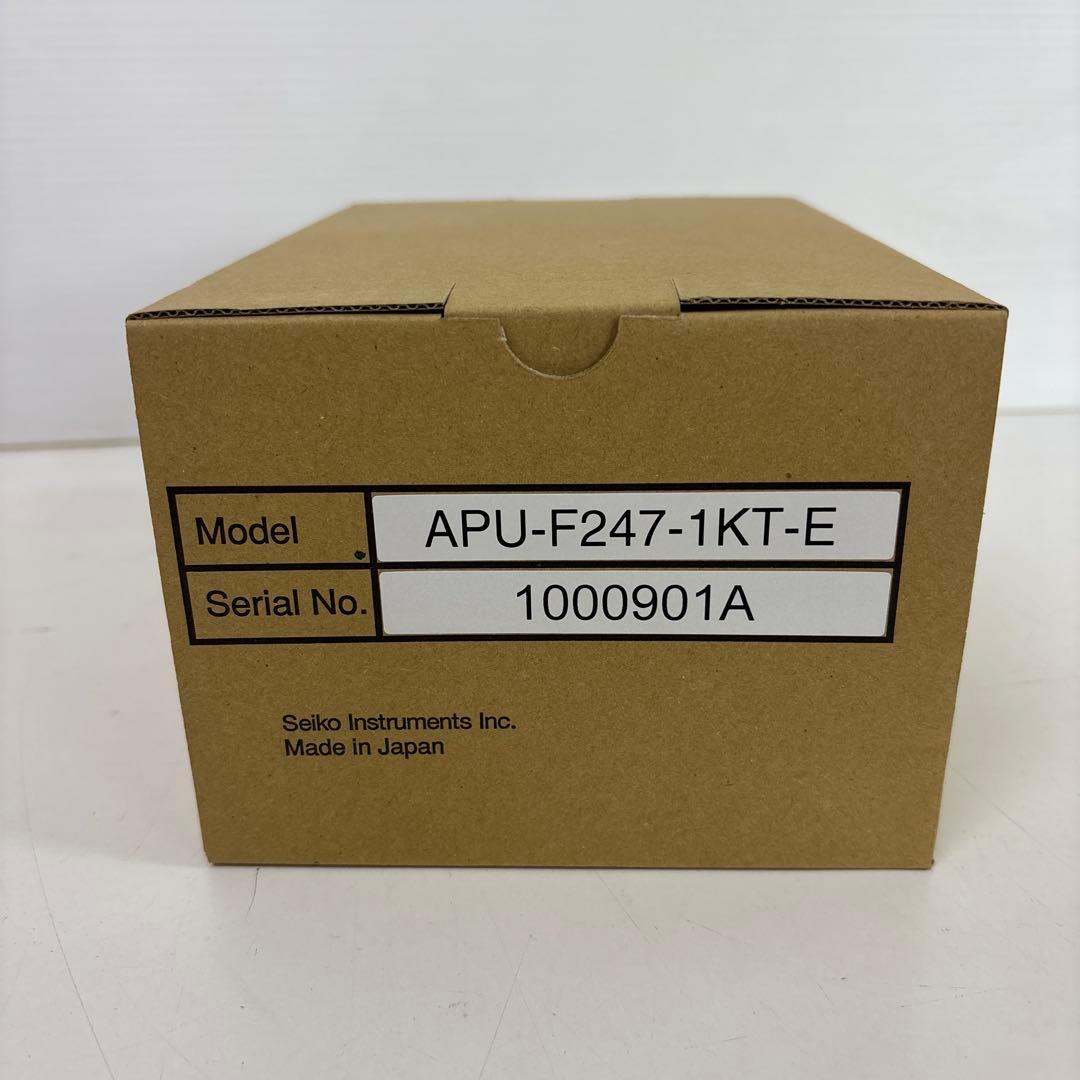 Model APU-F247-1KT-E
Serial No. 1000901A
Seiko Instruments Inc.
Made in Japan